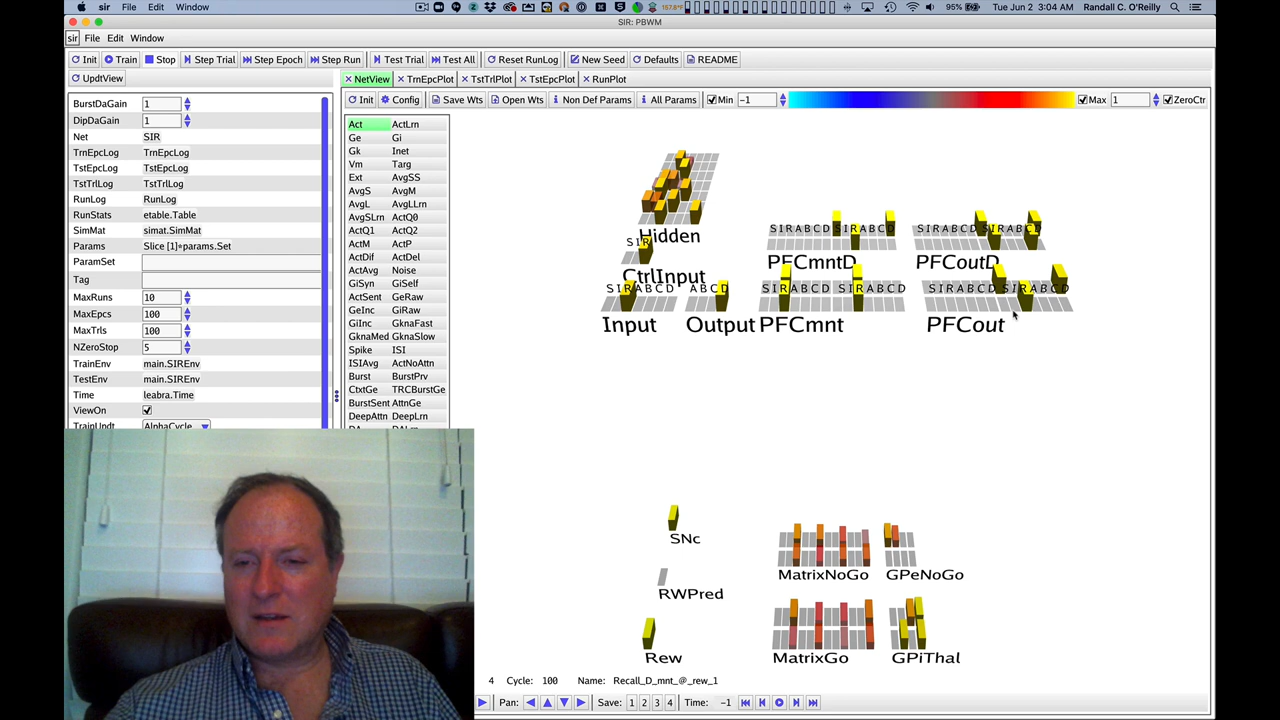 sir File Edit Window 157.8°F 95% Tue Jun 2 3:04 AM Randall C. O'Reilly
SIR: PBWM
sir File Edit Window
Init Train Stop Step Trial Step Epoch Step Run Test Trial Test All Reset RunLog New Seed Defaults README
UpdtView
NetView TrnEpcPlot TstTrlPlot TstEpcPlot RunPlot
Init Config Save Wts Open Wts Non Def Params All Params Min -1 Max 1 ZeroCtr
BurstDaGain 1
DipDaGain 1
Net SIR
TrnEpcLog TrnEpcLog
TstEpcLog TstEpcLog
TstTrlLog TstTrlLog
RunLog RunLog
RunStats etable.Table
SimMat simat.SimMat
Params Slice [1]*params.Set
ParamSet
Tag
MaxRuns 10
MaxEpcs 100
MaxTrls 100
NZeroStop 5
TrainEnv main.SIREnv
TestEnv main.SIREnv
Time leabra.Time
ViewOn
TrainUpdt AlphaCycle
Act ActLrn
Ge Gi
Gk Inet
Vm Targ
Ext AvgSS
AvgS AvgM
AvgL AvgLLrn
AvgSLrn ActQ0
ActQ1 ActQ2
ActM ActP
ActDif ActDel
ActAvg Noise
GiSyn GiSelf
ActSent GeRaw
GeInc GiRaw
GiInc GknaFast
GknaMed GknaSlow
Spike ISI
ISIAvg ActNoAttn
Burst BurstPrv
CtxtGe TRCBurstGe
BurstSent AttnGe
DeepAttn DeepLrn
DA DALrn
Hidden
S I R
CtrlInput
S I R A B C D S I R A B C D
PFCmntD
S I R A B C D S I R A B C D
PFCoutD
S I R A B C D
Input
A B C D
Output
S I R A B C D S I R A B C D
PFCmnt
S I R A B C D S I R A B C D
PFCout
SNc
RWPred
Rew
MatrixNoGo
GPeNoGo
MatrixGo
GPiThal
4 Cycle: 100 Name: Recall_D_mnt_@_rew_1
Pan: Save: 1 2 3 4 Time: -1